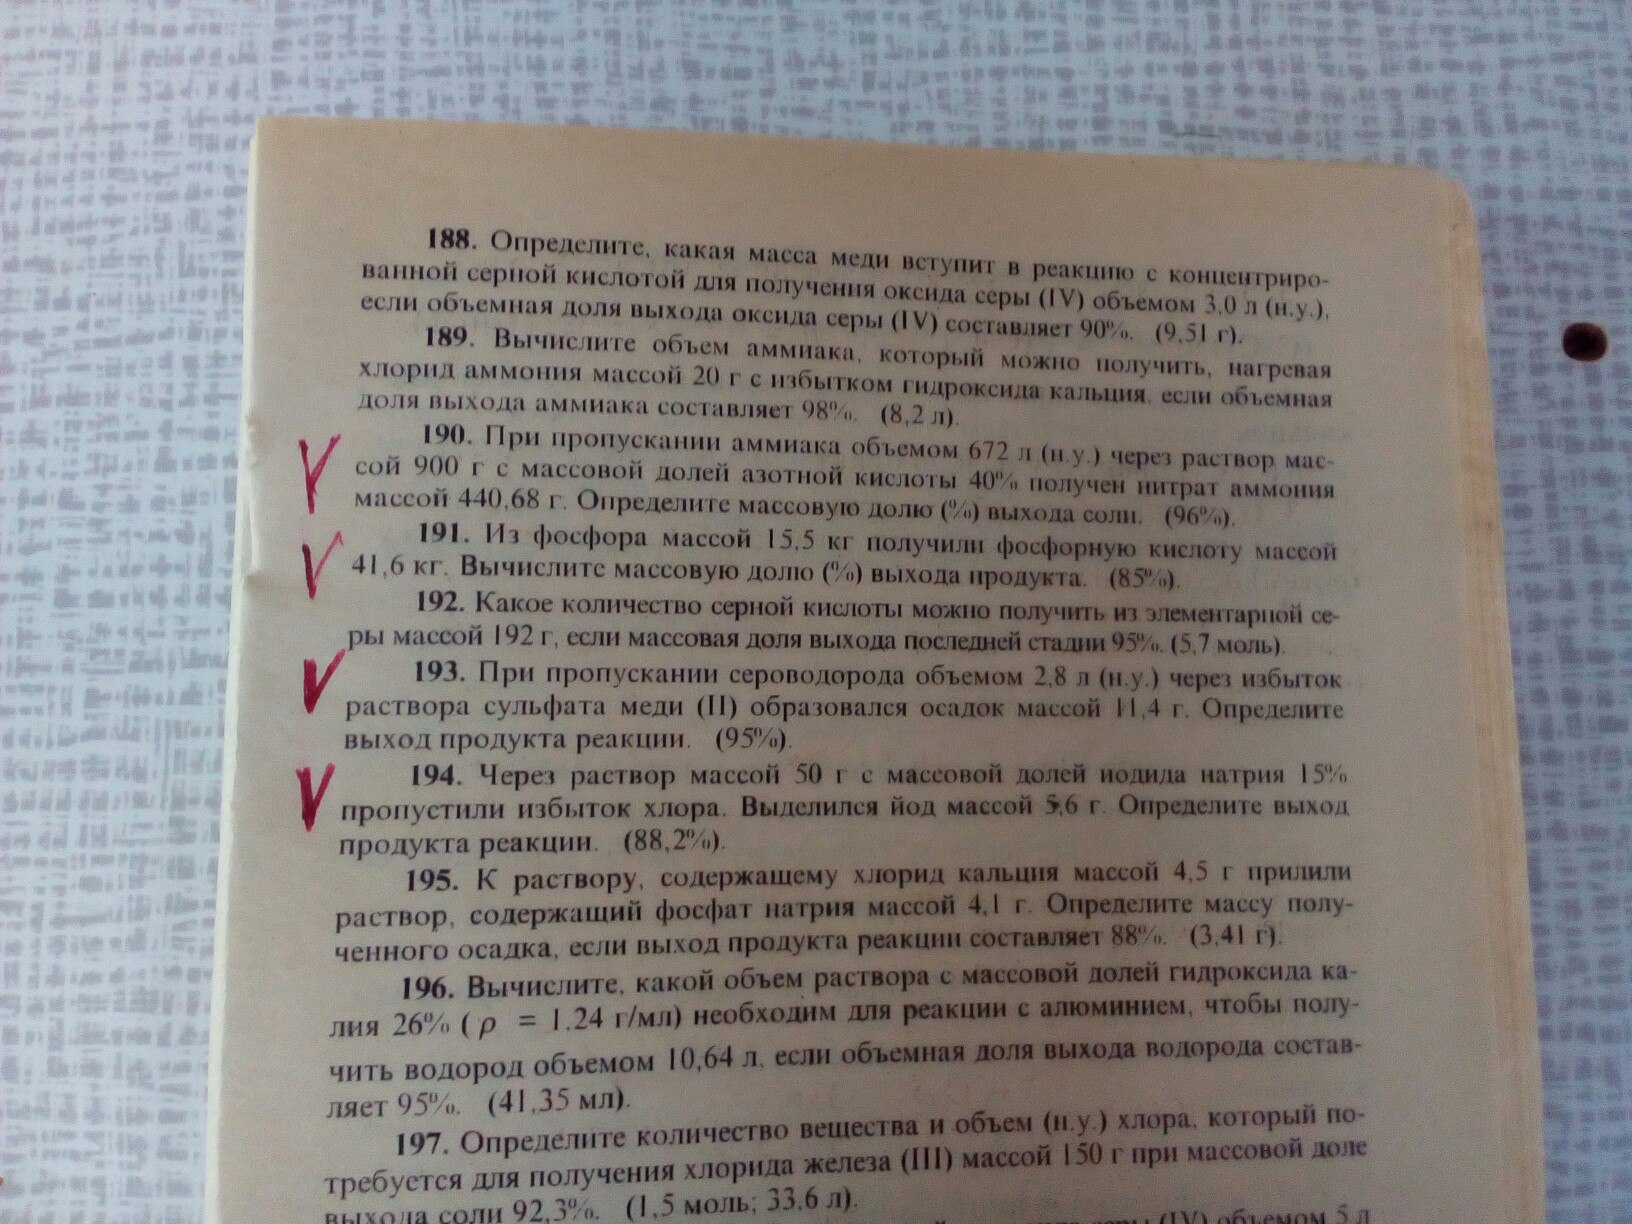 188. Определите, какая масса меди вступит в реакцию с концентриро-
ванной серной кислотой для получения оксида серы (IV) объемом 3,0 л (н.у.),
если объемная доля выхода оксида серы (IV) составляет 90%. (9,51 г).
189. Вычислите объем аммиака, который можно получить, нагревая
хлорид аммония массой 20 г с избытком гидроксида кальция, если объемная
доля выхода аммиака составляет 98%. (8,2 л).
190. При пропускании аммиака объемом 672 л (н.у.) через раствор мас-
сой 900 г с массовой долей азотной кислоты 40% получен нитрат аммония
массой 440,68 г. Определите массовую долю (%) выхода соли. (96%).
191. Из фосфора массой 15,5 кг получили фосфорную кислоту массой
41,6 кг. Вычислите массовую долю (%) выхода продукта. (85%).
192. Какое количество серной кислоты можно получить из элементарной се-
ры массой 192 г, если массовая доля выхода последней стадии 95%. (5,7 моль).
193. При пропускании сероводорода объемом 2,8 л (н.у.) через избыток
раствора сульфата меди (II) образовался осадок массой 11,4 г. Определите
выход продукта реакции. (95%).
194. Через раствор массой 50 г с массовой долей иодида натрия 15%
пропустили избыток хлора. Выделился йод массой 5,6 г. Определите выход
продукта реакции. (88,2%).
195. К раствору, содержащему хлорид кальция массой 4,5 г прилили
раствор, содержащий фосфат натрия массой 4,1 г. Определите массу полу-
ченного осадка, если выход продукта реакции составляет 88%. (3,41 г).
196. Вычислите, какой объем раствора с массовой долей гидроксида ка-
лия 26% (ρ = 1.24 г/мл) необходим для реакции с алюминием, чтобы полу-
чить водород объемом 10,64 л, если объемная доля выхода водорода состав-
ляет 95%. (41,35 мл).
197. Определите количество вещества и объем (н.у.) хлора, который по-
требуется для получения хлорида железа (III) массой 150 г при массовой доле
выхода соли 92,3%. (1,5 моль; 33,6 л).
серы (IV) объемом 5 л